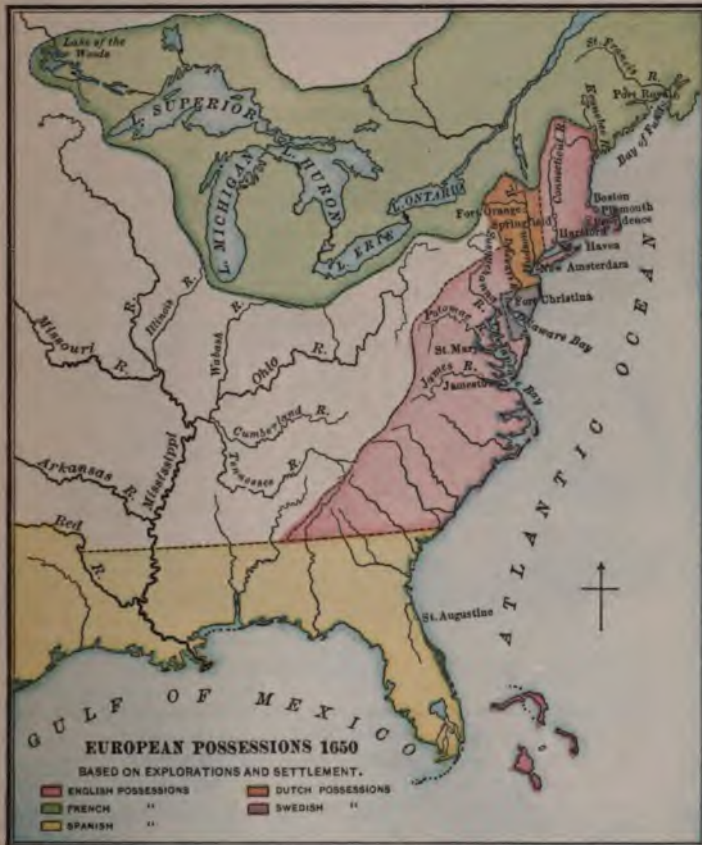 Lake of the
Woods
L. SUPERIOR
L. MICHIGAN
L. HURON
L. ERIE
L. ONTARIO
St. Francis
R.
Port Royal
Kennebec R.
Bay of Fundy
Connecticut R.
Boston
Plymouth
Providence
Fort Orange
Springfield
Hartford
Hudson
New Haven
New Amsterdam
Fort Christina
Delaware Bay
Potomac
R.
St. Mary
James R.
Jamestown
Bay
Missouri
R.
Illinois R.
Wabash R.
Ohio R.
Cumberland R.
Tennessee R.
Arkansas
R.
Mississippi
Red
R.
St. Augustine
ATLANTIC OCEAN
GULF OF MEXICO
EUROPEAN POSSESSIONS 1650
BASED ON EXPLORATIONS AND SETTLEMENT.
ENGLISH POSSESSIONS
FRENCH "
SPANISH "
DUTCH POSSESSIONS
SWEDISH "